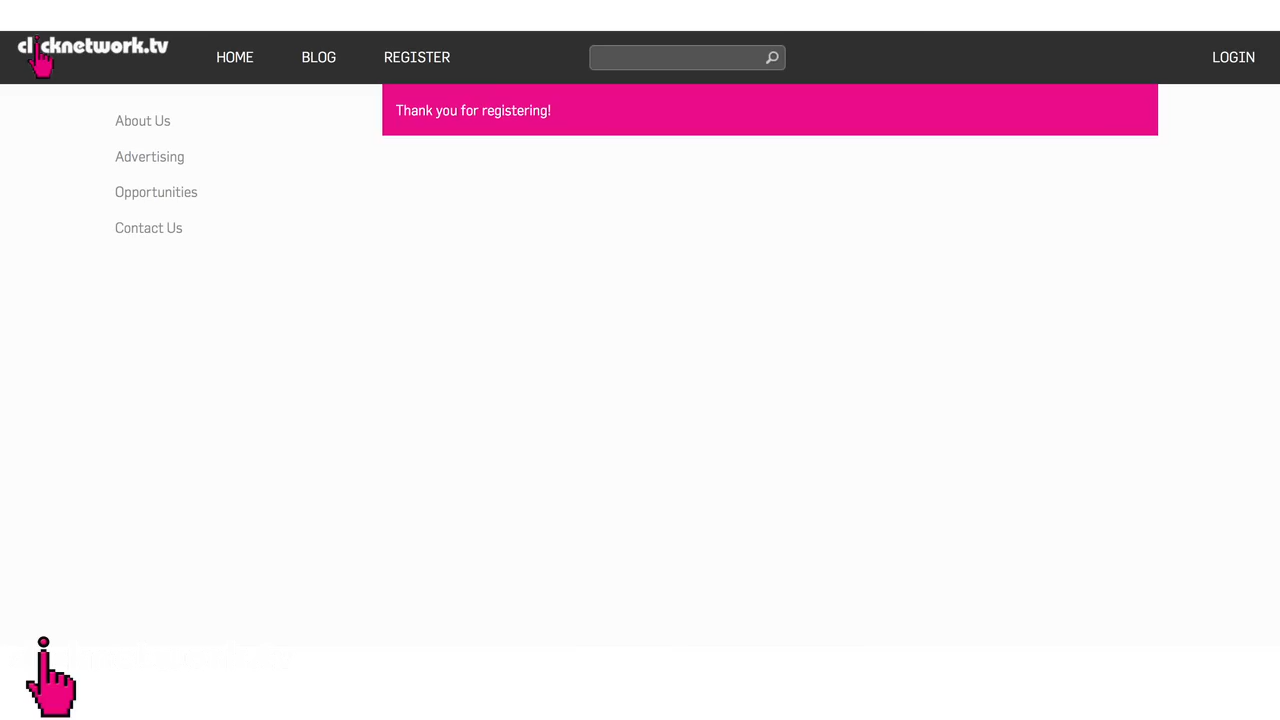 clicknetwork.tv
HOME BLOG REGISTER LOGIN
Thank you for registering!
About Us
Advertising
Opportunities
Contact Us